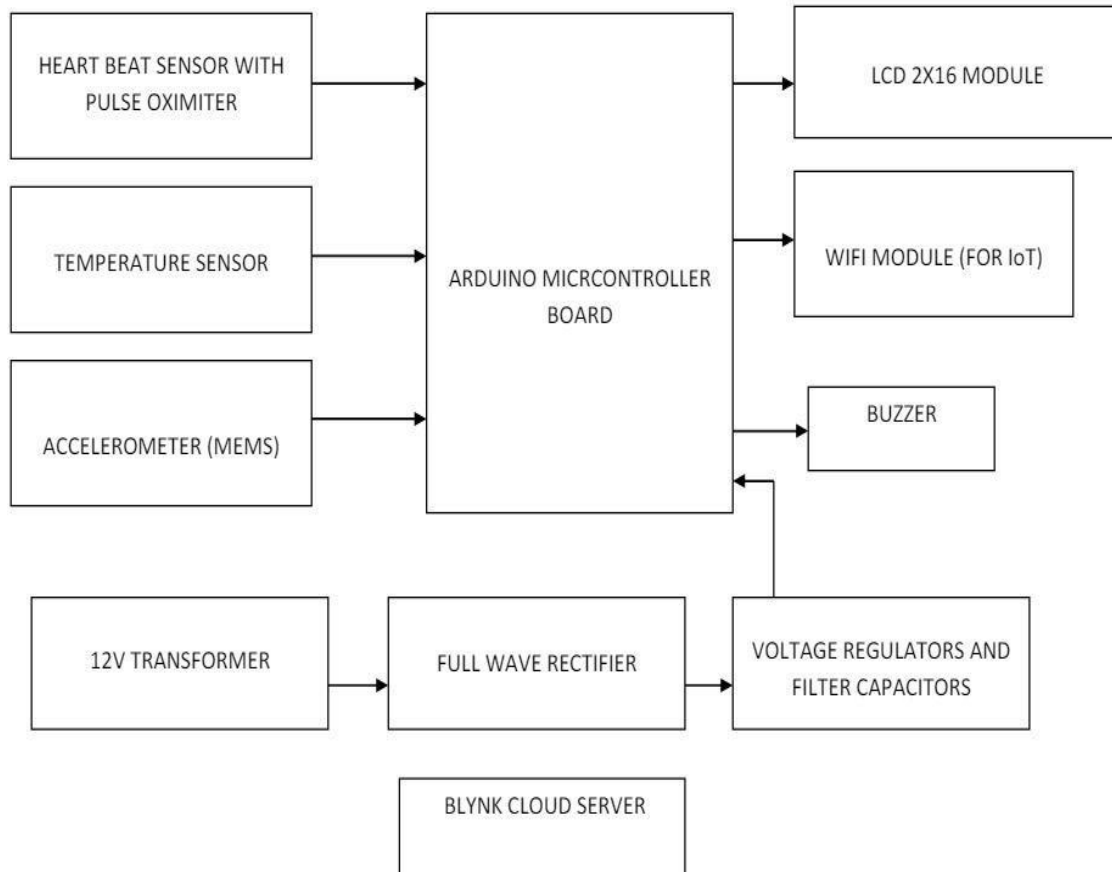 HEART BEAT SENSOR WITH
PULSE OXIMITER
LCD 2X16 MODULE
TEMPERATURE SENSOR
ARDUINO MICRCONTROLLER
BOARD
WIFI MODULE (FOR IoT)
ACCELEROMETER (MEMS)
BUZZER
12V TRANSFORMER
FULL WAVE RECTIFIER
VOLTAGE REGULATORS AND
FILTER CAPACITORS
BLYNK CLOUD SERVER